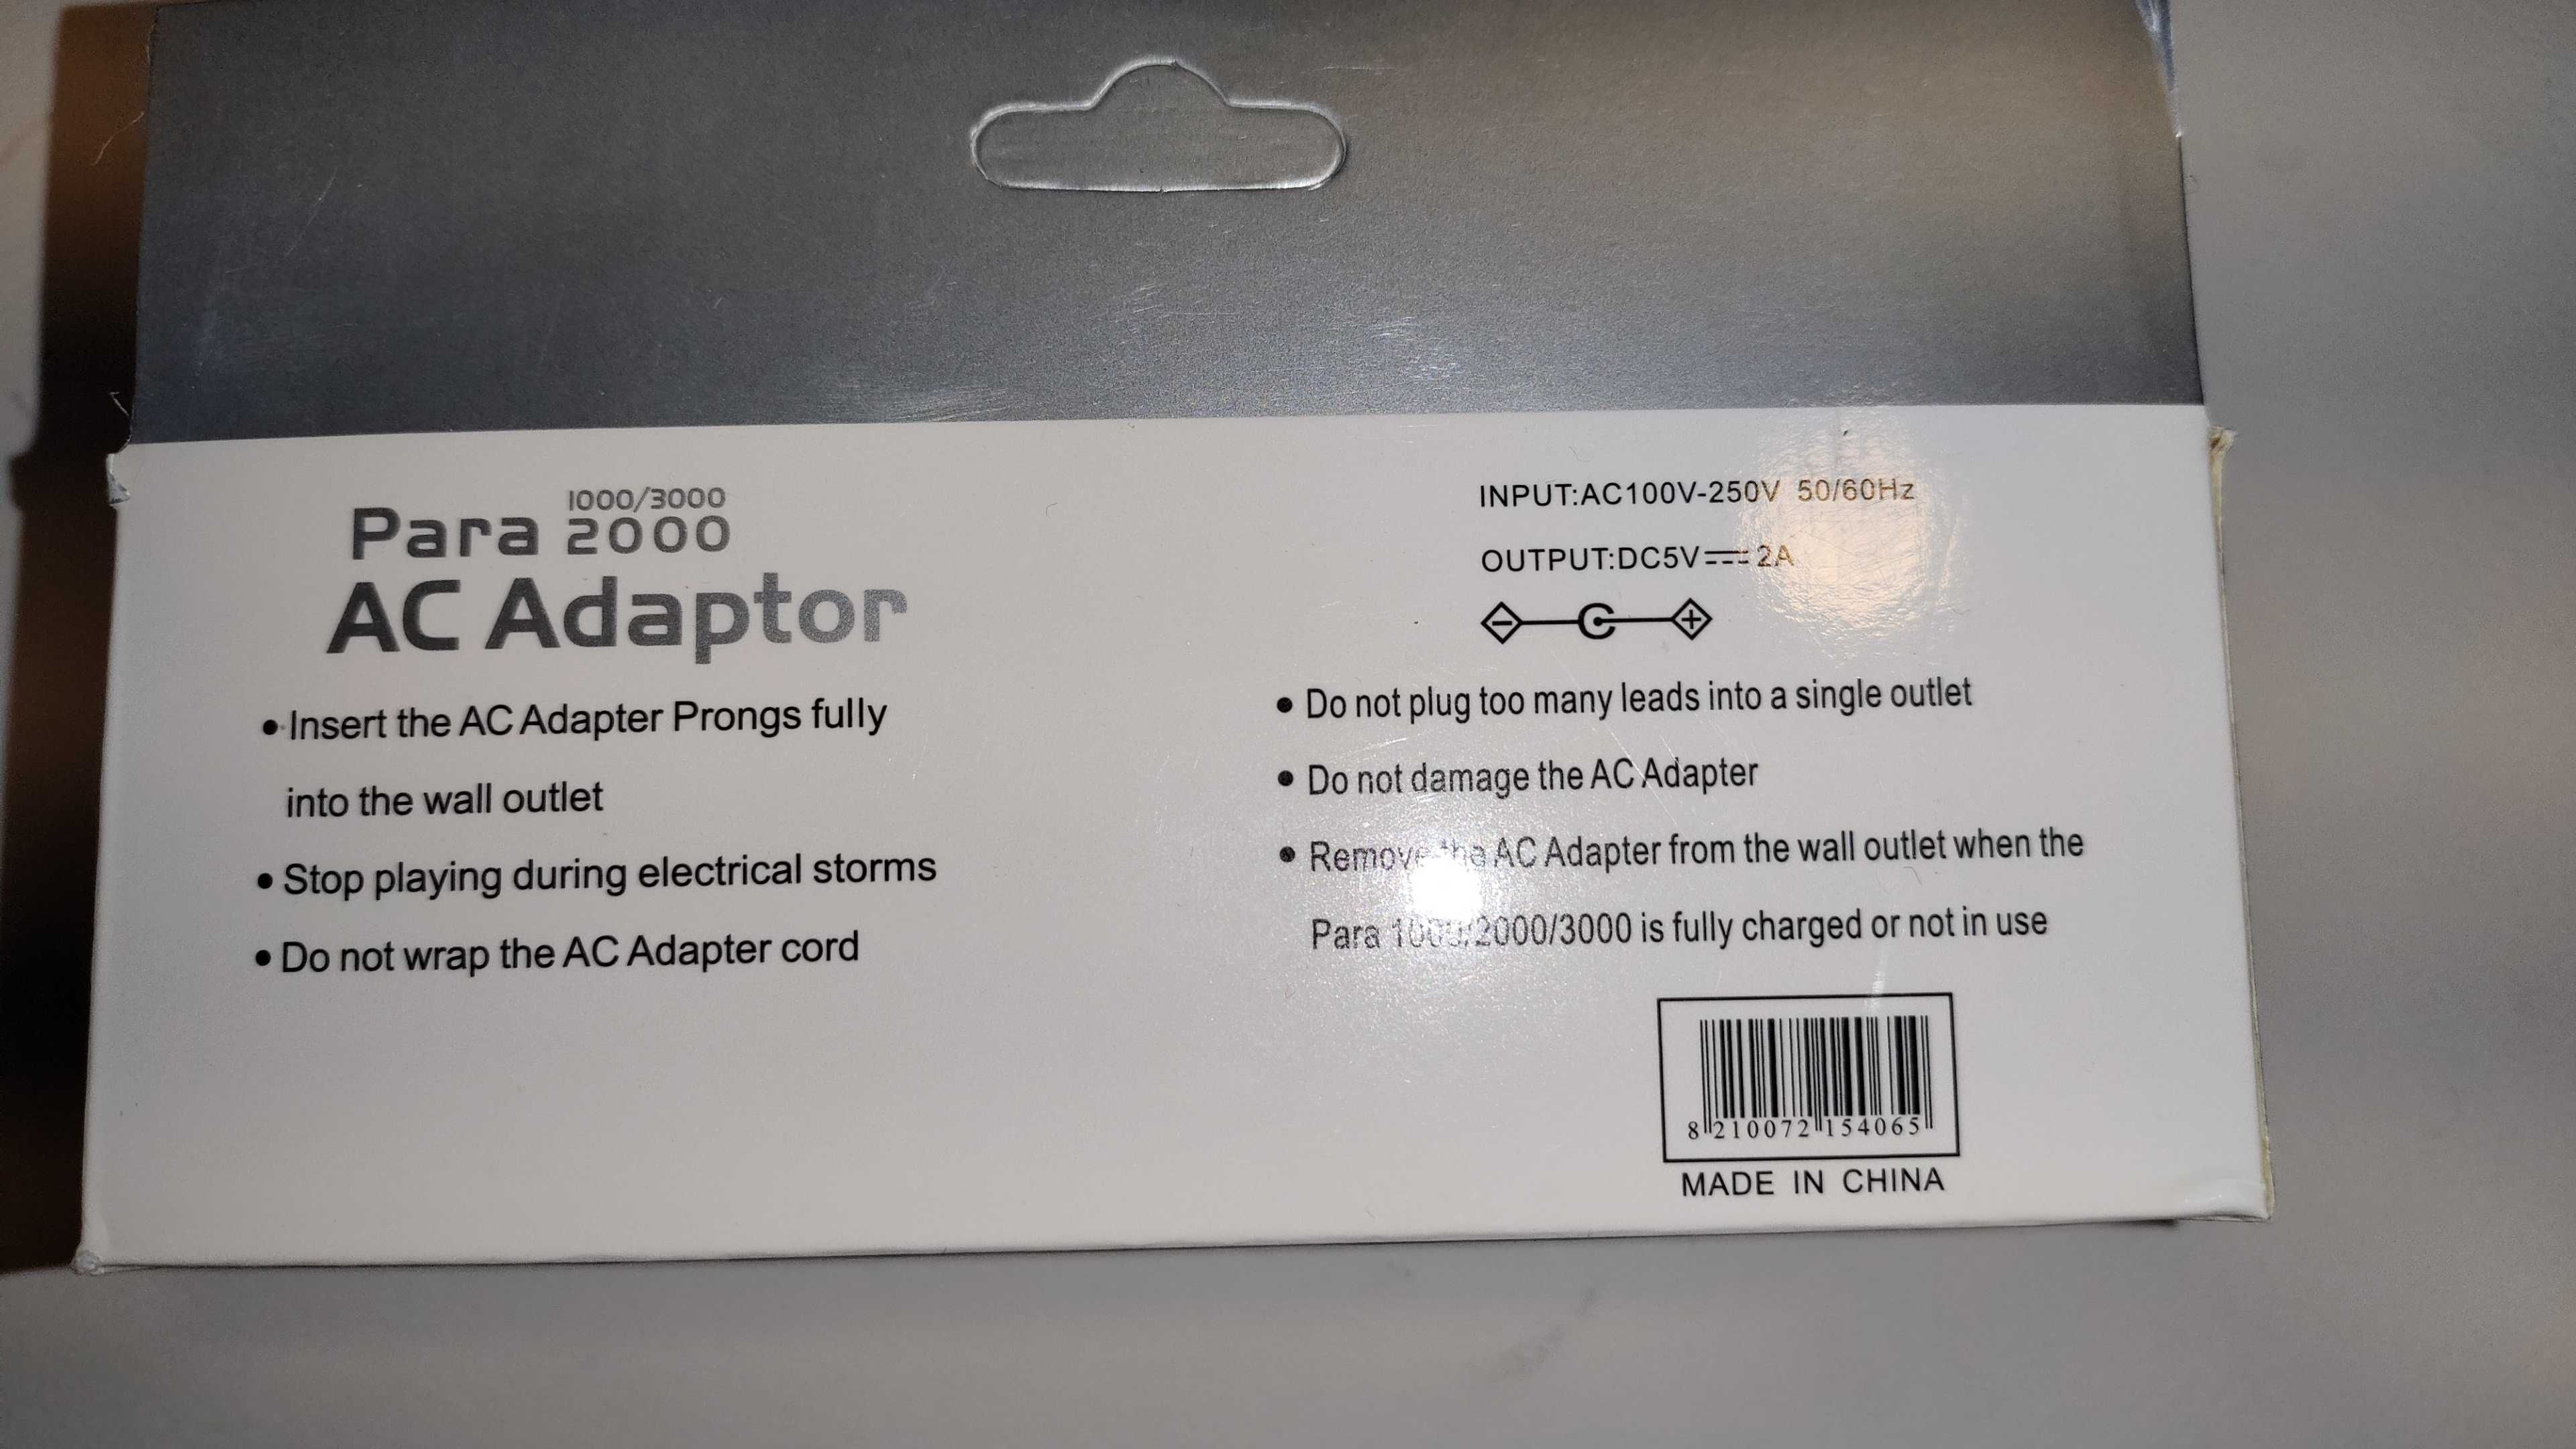 1000/3000
Para 2000
AC Adaptor
• Insert the AC Adapter Prongs fully
into the wall outlet
• Stop playing during electrical storms
• Do not wrap the AC Adapter cord
INPUT:AC100V-250V 50/60Hz
OUTPUT:DC5V⎓2A
• Do not plug too many leads into a single outlet
• Do not damage the AC Adapter
• Remove the AC Adapter from the wall outlet when the
Para 1000/2000/3000 is fully charged or not in use
8 210072 154065
MADE IN CHINA